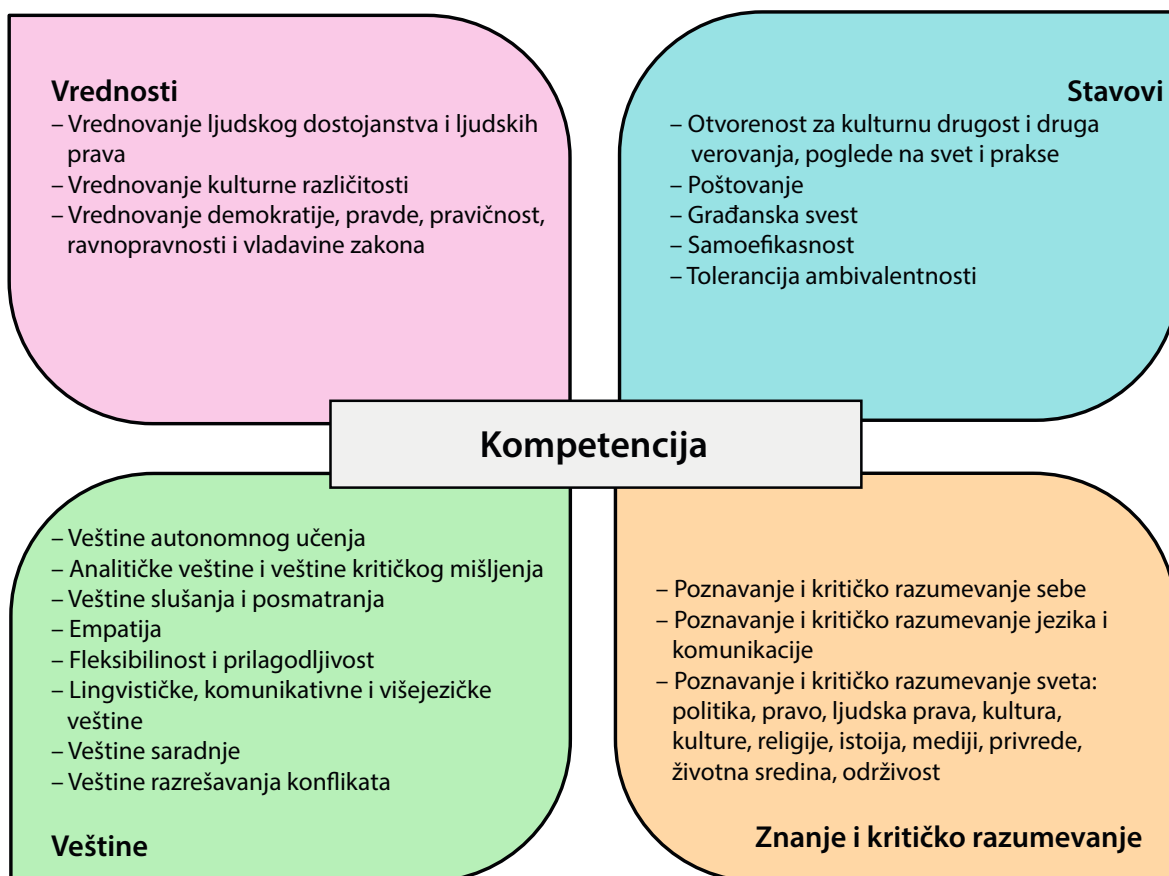 Vrednosti
– Vrednovanje ljudskog dostojanstva i ljudskih
prava
– Vrednovanje kulturne različitosti
– Vrednovanje demokratije, pravde, pravičnost,
ravnopravnosti i vladavine zakona
Stavovi
– Otvorenost za kulturnu drugost i druga
verovanja, poglede na svet i prakse
– Poštovanje
– Građanska svest
– Samoefikasnost
– Tolerancija ambivalentnosti
Kompetencija
– Veštine autonomnog učenja
– Analitičke veštine i veštine kritičkog mišljenja
– Veštine slušanja i posmatranja
– Empatija
– Fleksibilinost i prilagodljivost
– Lingvističke, komunikativne i višejezičke
veštine
– Veštine saradnje
– Veštine razrešavanja konflikata
Veštine
– Poznavanje i kritičko razumevanje sebe
– Poznavanje i kritičko razumevanje jezika i
komunikacije
– Poznavanje i kritičko razumevanje sveta:
politika, pravo, ljudska prava, kultura,
kulture, religije, istoija, mediji, privrede,
životna sredina, održivost
Znanje i kritičko razumevanje